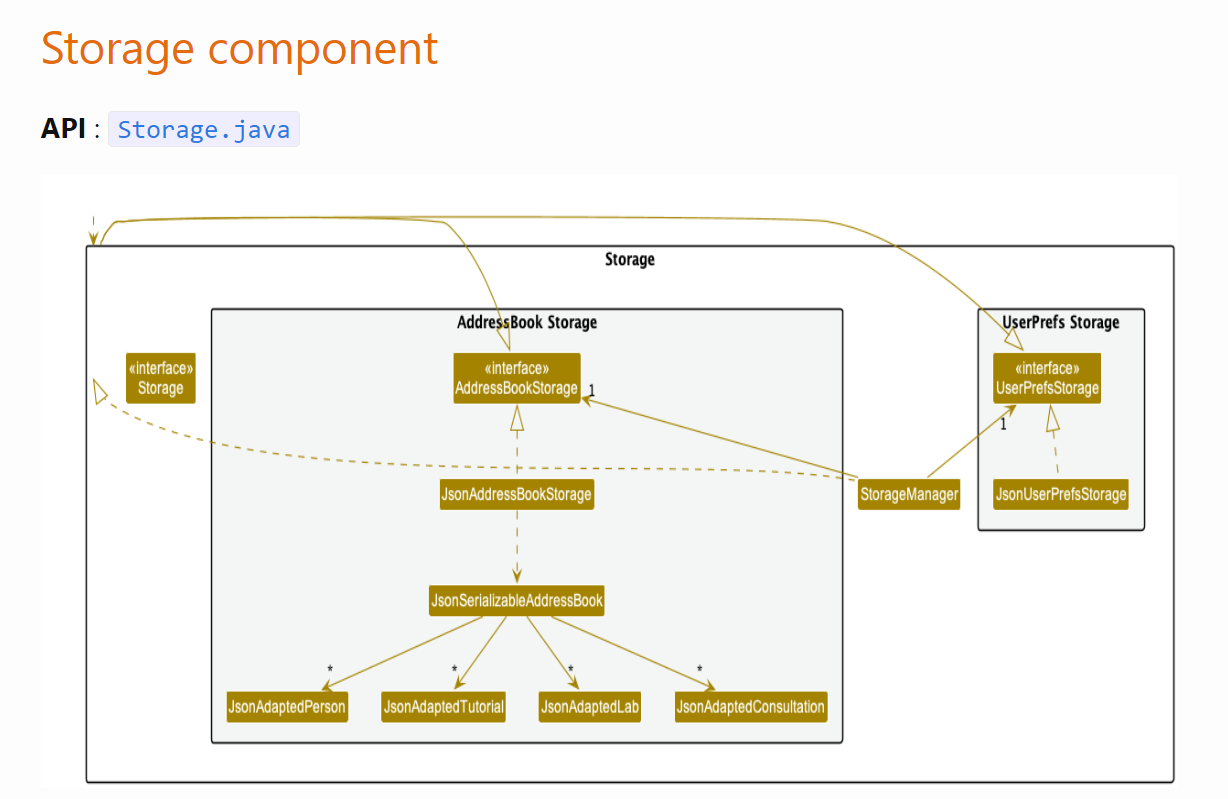 Storage component
API : Storage.java
Storage
AddressBook Storage
UserPrefs Storage
«interface»
Storage
«interface»
AddressBookStorage
«interface»
UserPrefsStorage
1
1
JsonAddressBookStorage
StorageManager
JsonUserPrefsStorage
JsonSerializableAddressBook
*
*
*
*
JsonAdaptedPerson
JsonAdaptedTutorial
JsonAdaptedLab
JsonAdaptedConsultation